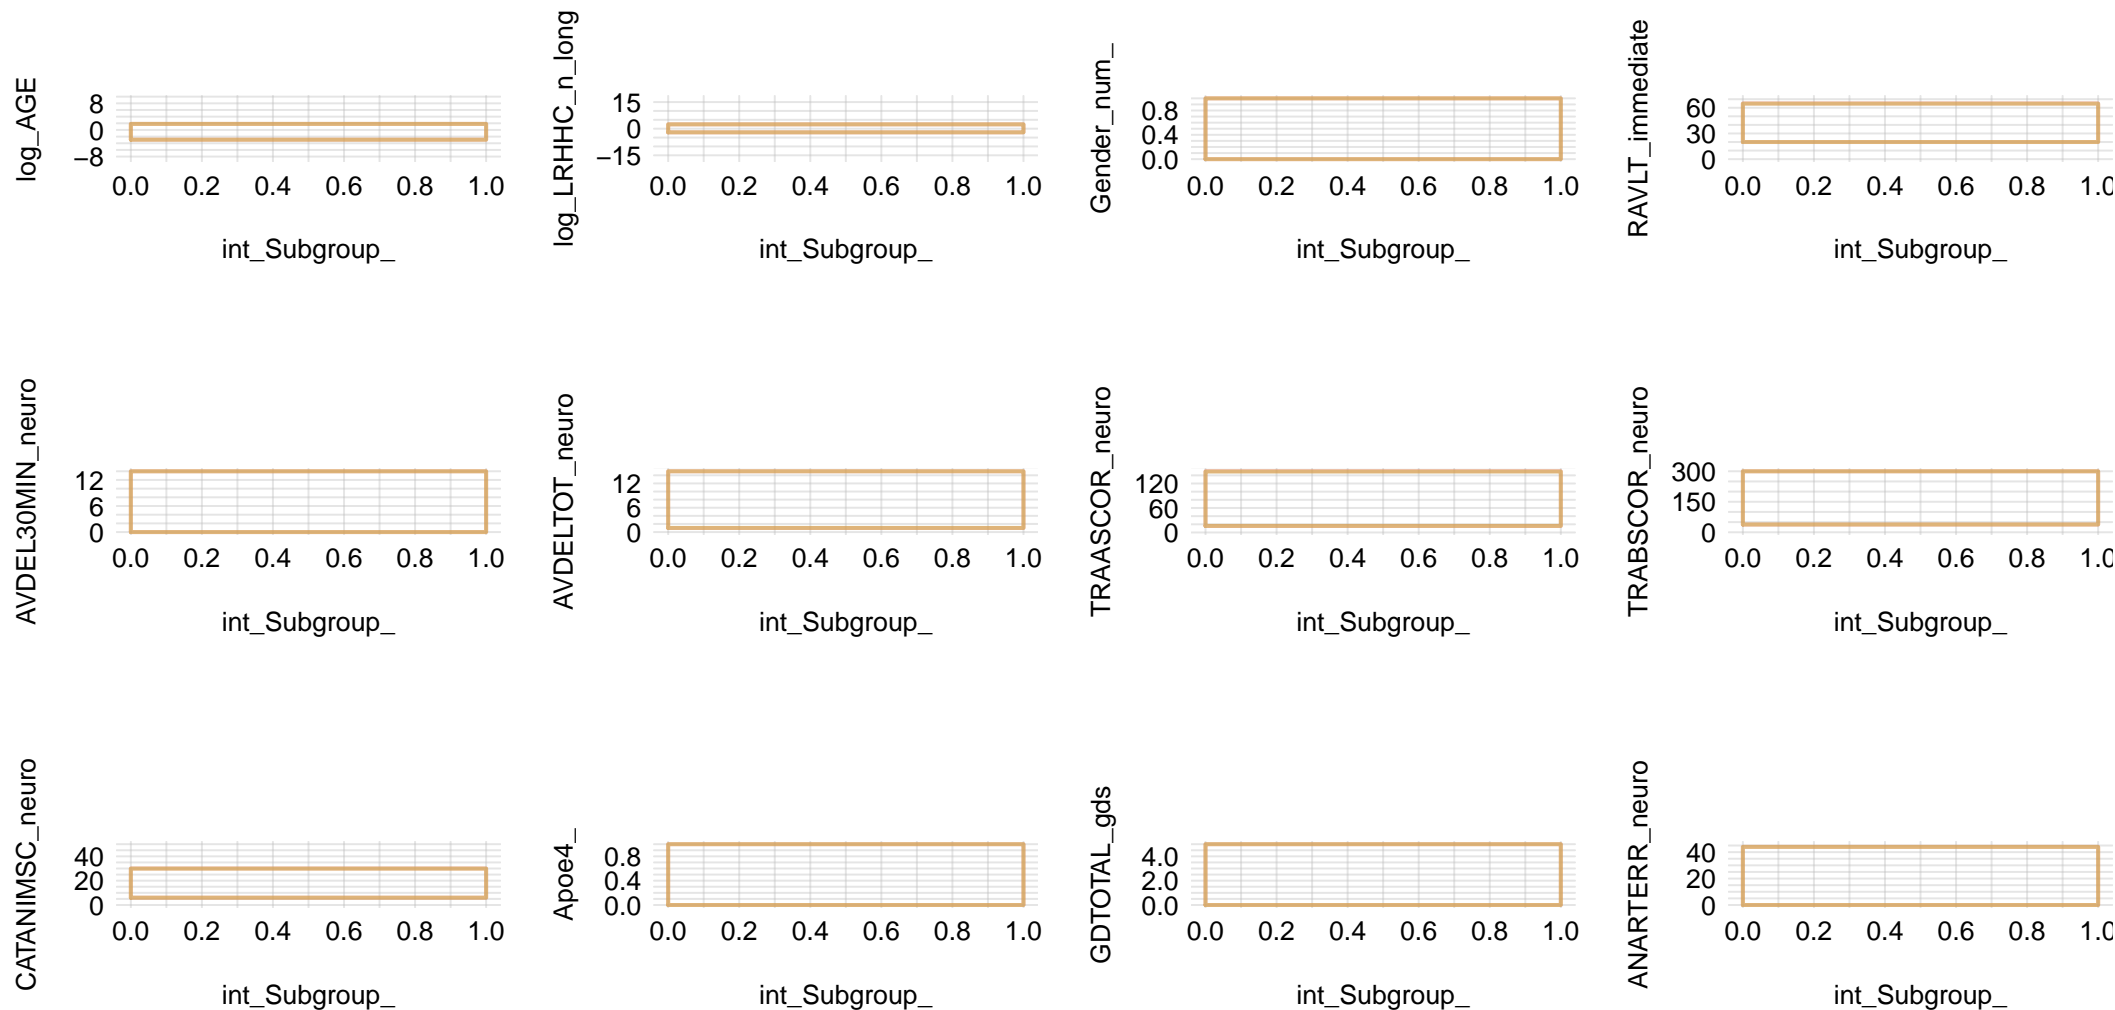 log_AGE
8
0
−8
0.0 0.2 0.4 0.6 0.8 1.0
int_Subgroup_
log_LRHHC_n_long
15
0
−15
0.0 0.2 0.4 0.6 0.8 1.0
int_Subgroup_
Gender_num_
0.8
0.4
0.0
0.0 0.2 0.4 0.6 0.8 1.0
int_Subgroup_
RAVLT_immediate
60
30
0
0.0 0.2 0.4 0.6 0.8 1.0
int_Subgroup_
AVDEL30MIN_neuro
12
6
0
0.0 0.2 0.4 0.6 0.8 1.0
int_Subgroup_
AVDELTOT_neuro
12
6
0
0.0 0.2 0.4 0.6 0.8 1.0
int_Subgroup_
TRAASCOR_neuro
120
60
0
0.0 0.2 0.4 0.6 0.8 1.0
int_Subgroup_
TRABSCOR_neuro
300
150
0
0.0 0.2 0.4 0.6 0.8 1.0
int_Subgroup_
CATANIMSC_neuro
40
20
0
0.0 0.2 0.4 0.6 0.8 1.0
int_Subgroup_
Apoe4_
0.8
0.4
0.0
0.0 0.2 0.4 0.6 0.8 1.0
int_Subgroup_
GDTOTAL_gds
4.0
2.0
0.0
0.0 0.2 0.4 0.6 0.8 1.0
int_Subgroup_
ANARTERR_neuro
40
20
0
0.0 0.2 0.4 0.6 0.8 1.0
int_Subgroup_